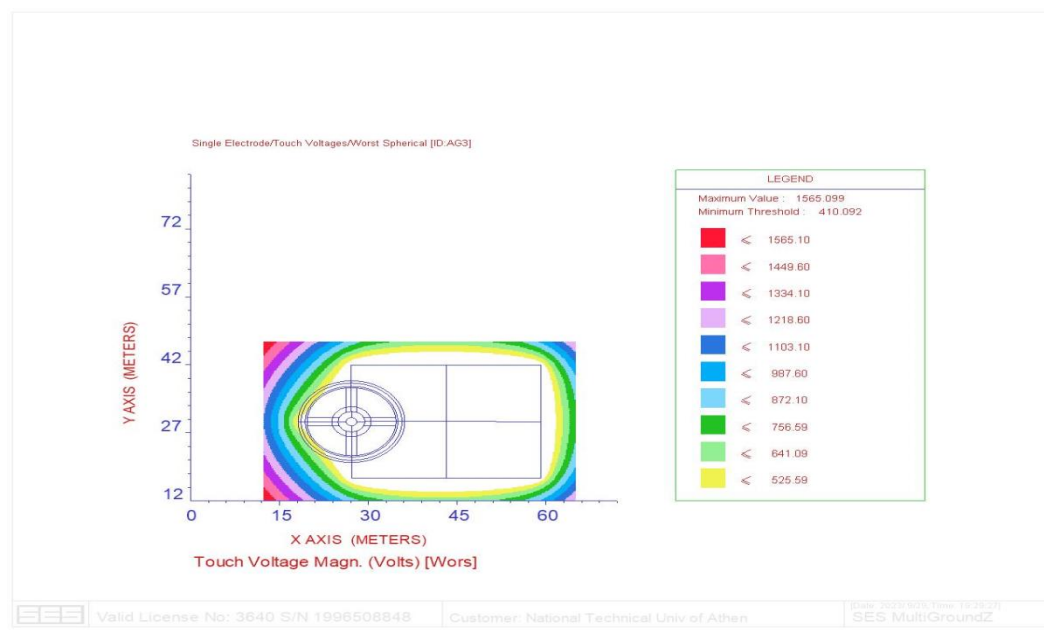 Single Electrode/Touch Voltages/Worst Spherical [ID:AG3]
LEGEND
Maximum Value : 1565.099
Minimum Threshold : 410.092
⩽ 1565.10
⩽ 1449.60
⩽ 1334.10
⩽ 1218.60
⩽ 1103.10
⩽ 987.60
⩽ 872.10
⩽ 756.59
⩽ 641.09
⩽ 525.59
Y AXIS (METERS)
72
57
42
27
12
0 15 30 45 60
X AXIS (METERS)
Touch Voltage Magn. (Volts) [Wors]
SES
Valid License No: 3640 S/N 1996508848
Customer: National Technical Univ of Athen
SES MultiGroundZ